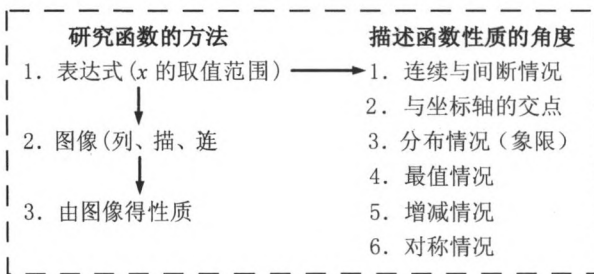 研究函数的方法
1. 表达式(x 的取值范围)
2. 图像(列、描、连
3. 由图像得性质
描述函数性质的角度
1. 连续与间断情况
2. 与坐标轴的交点
3. 分布情况(象限)
4. 最值情况
5. 增减情况
6. 对称情况